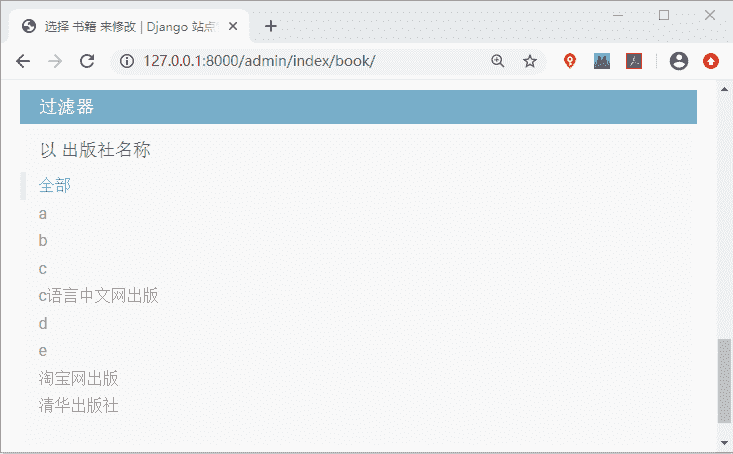 选择 书籍 来修改 | Django 站点
127.0.0.1:8000/admin/index/book/
过滤器
以 出版社名称
全部
a
b
c
c语言中文网出版
d
e
淘宝网出版
清华出版社